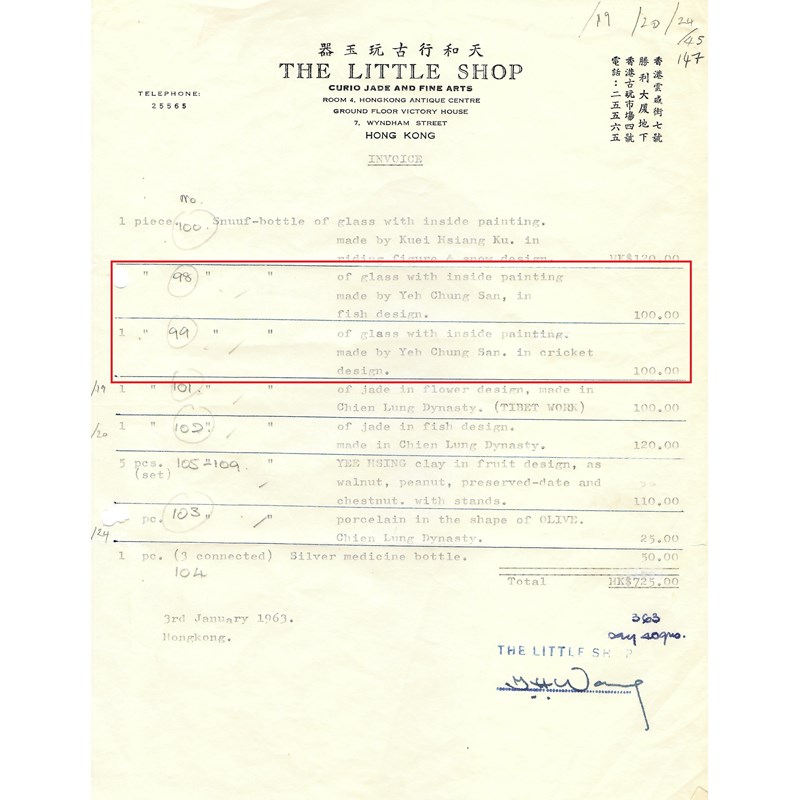 /19 /20 /24
/45
147
天和行古玩玉器
THE LITTLE SHOP
CURIO JADE AND FINE ARTS
ROOM 4, HONGKONG ANTIQUE CENTRE
GROUND FLOOR VICTORY HOUSE
7, WYNDHAM STREET
HONG KONG
TELEPHONE:
25565
香港雲咸街七號
勝利大廈地下
香港古玩市場四號
電話：二五五六五
INVOICE
No.
1 piece. 100. Snuuf-bottle of glass with inside painting.
made by Kuei Hsiang Ku. in
riding figure & snow design. HK$120.00
" 98 " " of glass with inside painting
made by Yeh Chung San, in
fish design. 100.00
1 " 99 " " of glass with inside painting.
made by Yeh Chung San. in cricket
design. 100.00
/19 1 " 101. " " of jade in flower design, made in
Chien Lung Dynasty. (TIBET WORK) 100.00
/20 1 " 102 " " of jade in fish design.
made in Chien Lung Dynasty. 120.00
5 pcs. 105-109. " YEE HSING clay in fruit design, as
(set) walnut, peanut, preserved-date and
chestnut. with stands. 110.00
pc. 103 " " porcelain in the shape of OLIVE.
/24 Chien Lung Dynasty. 25.00
1 pc. (3 connected) Silver medicine bottle. 50.00
104
Total HK$725.00
3rd January 1963.
Hongkong.
363
say
THE LITTLE SH P
Wang